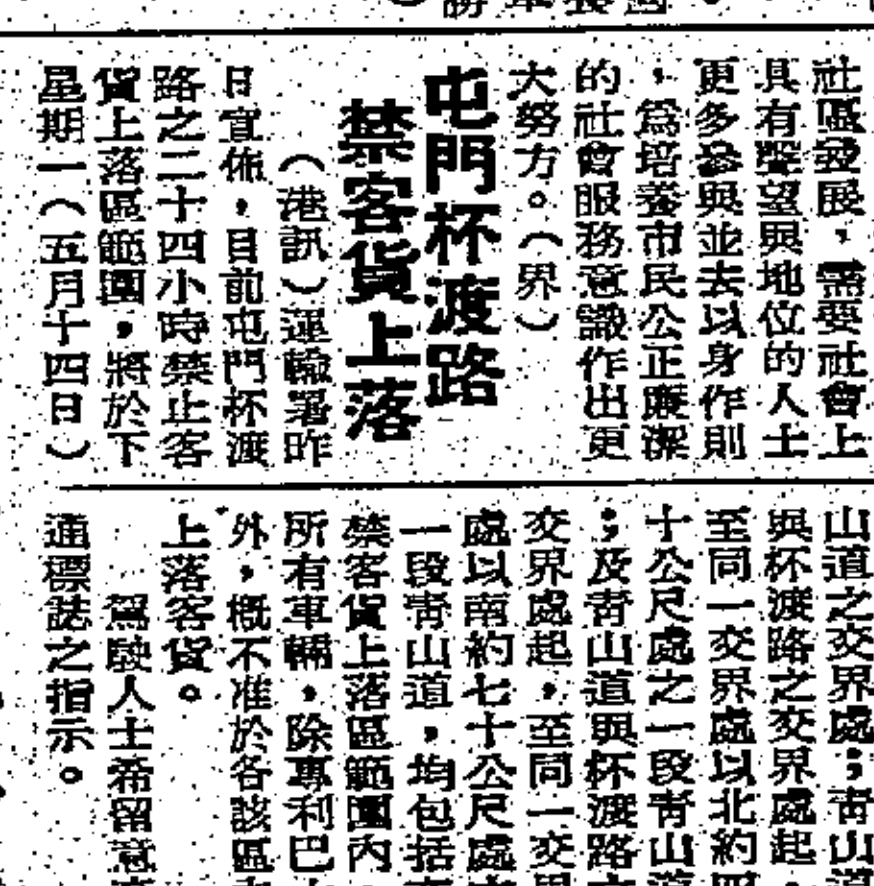 社區發展，需要社會上
具有聲望與地位的人士
更多參與並去以身作則
，爲培養市民公正廉潔
的社會服務意識作出更
大努力。（界）
屯門杯渡路
禁客貨上落
（港訊）運輸署昨
日宣佈，目前屯門杯渡
路之二十四小時禁止客
貨上落區範圍，將於下
星期一（五月十四日）
山道之交界處；青山道
與杯渡路之交界處起，
至同一交界處以北約四
十公尺處之一段青山道
；及青山道與杯渡路
交界處起，至同一交界
處以南約七十公尺處
一段青山道，均包括
禁客貨上落區範圍內。
所有車輛，除專利巴
外，概不准於各該區
上落客貨。
駕駛人士希留意
通標誌之指示。